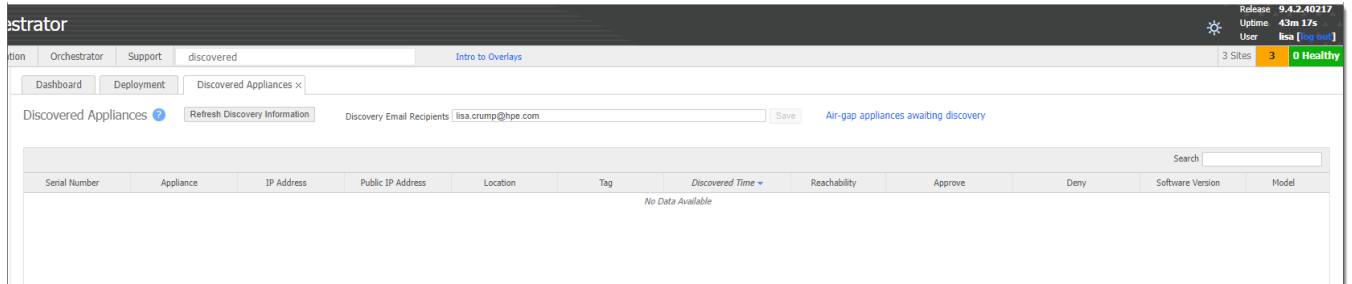 estrator
Release 9.4.2.40217
Uptime 43m 17s
User lisa [log out]
tion Orchestrator Support discovered Intro to Overlays 3 Sites 3 0 Healthy
Dashboard Deployment Discovered Appliances ×
Discovered Appliances ? Refresh Discovery Information Discovery Email Recipients lisa.crump@hpe.com Save Air-gap appliances awaiting discovery
Search
Serial Number Appliance IP Address Public IP Address Location Tag Discovered Time Reachability Approve Deny Software Version Model
No Data Available